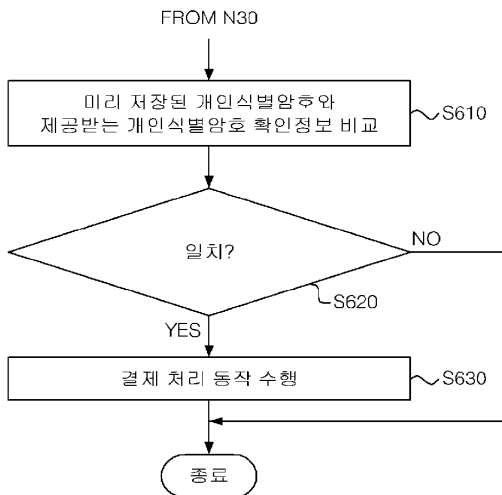 FROM N30
미리 저장된 개인식별암호와
제공받는 개인식별암호 확인정보 비교
S610
일치?
NO
S620
YES
결제 처리 동작 수행
S630
종료